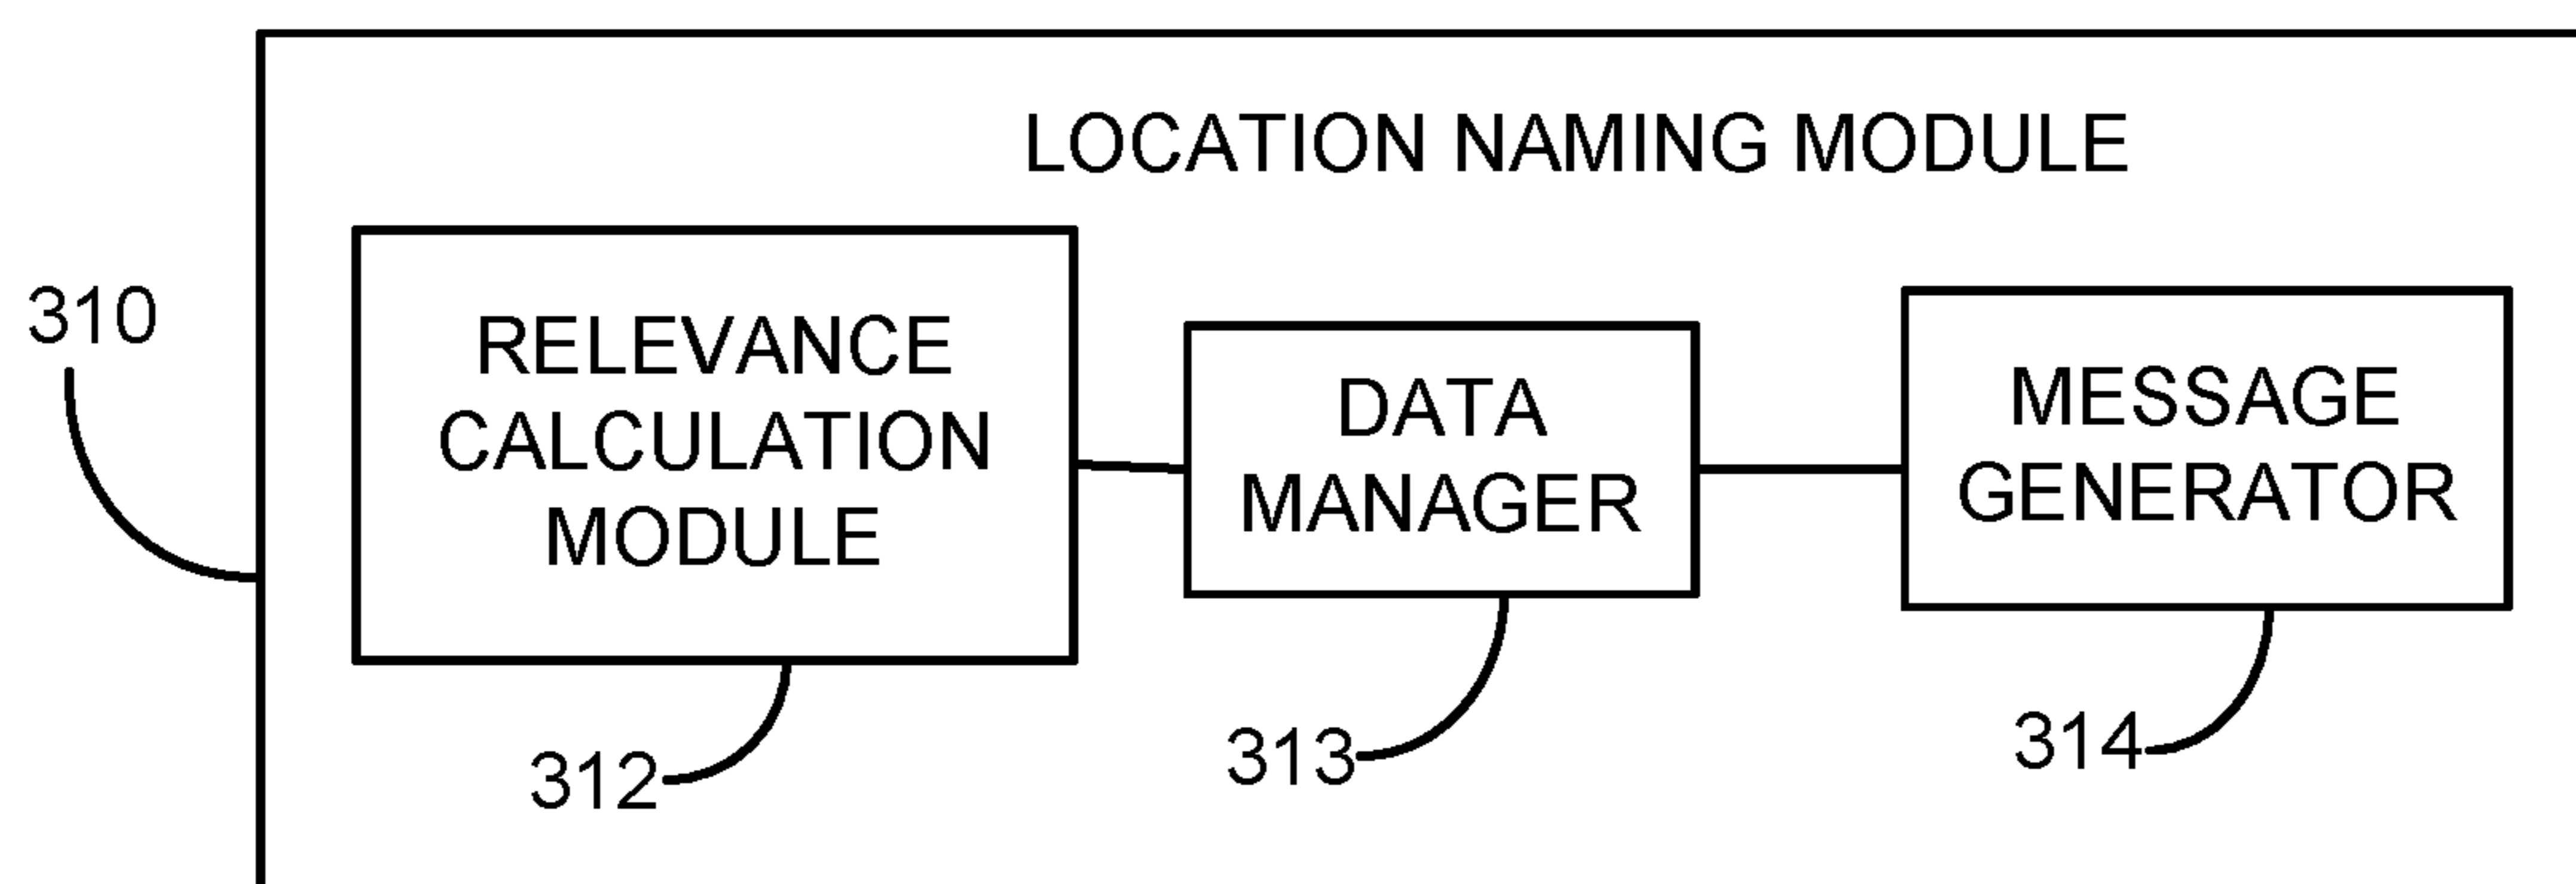 LOCATION NAMING MODULE
310
RELEVANCE
CALCULATION
MODULE
DATA
MANAGER
MESSAGE
GENERATOR
312
313
314